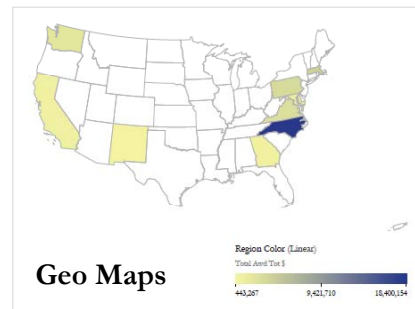 Region Color (Linear)
Total Awd Tot $
443,267 9,421,710 18,400,154
Geo Maps